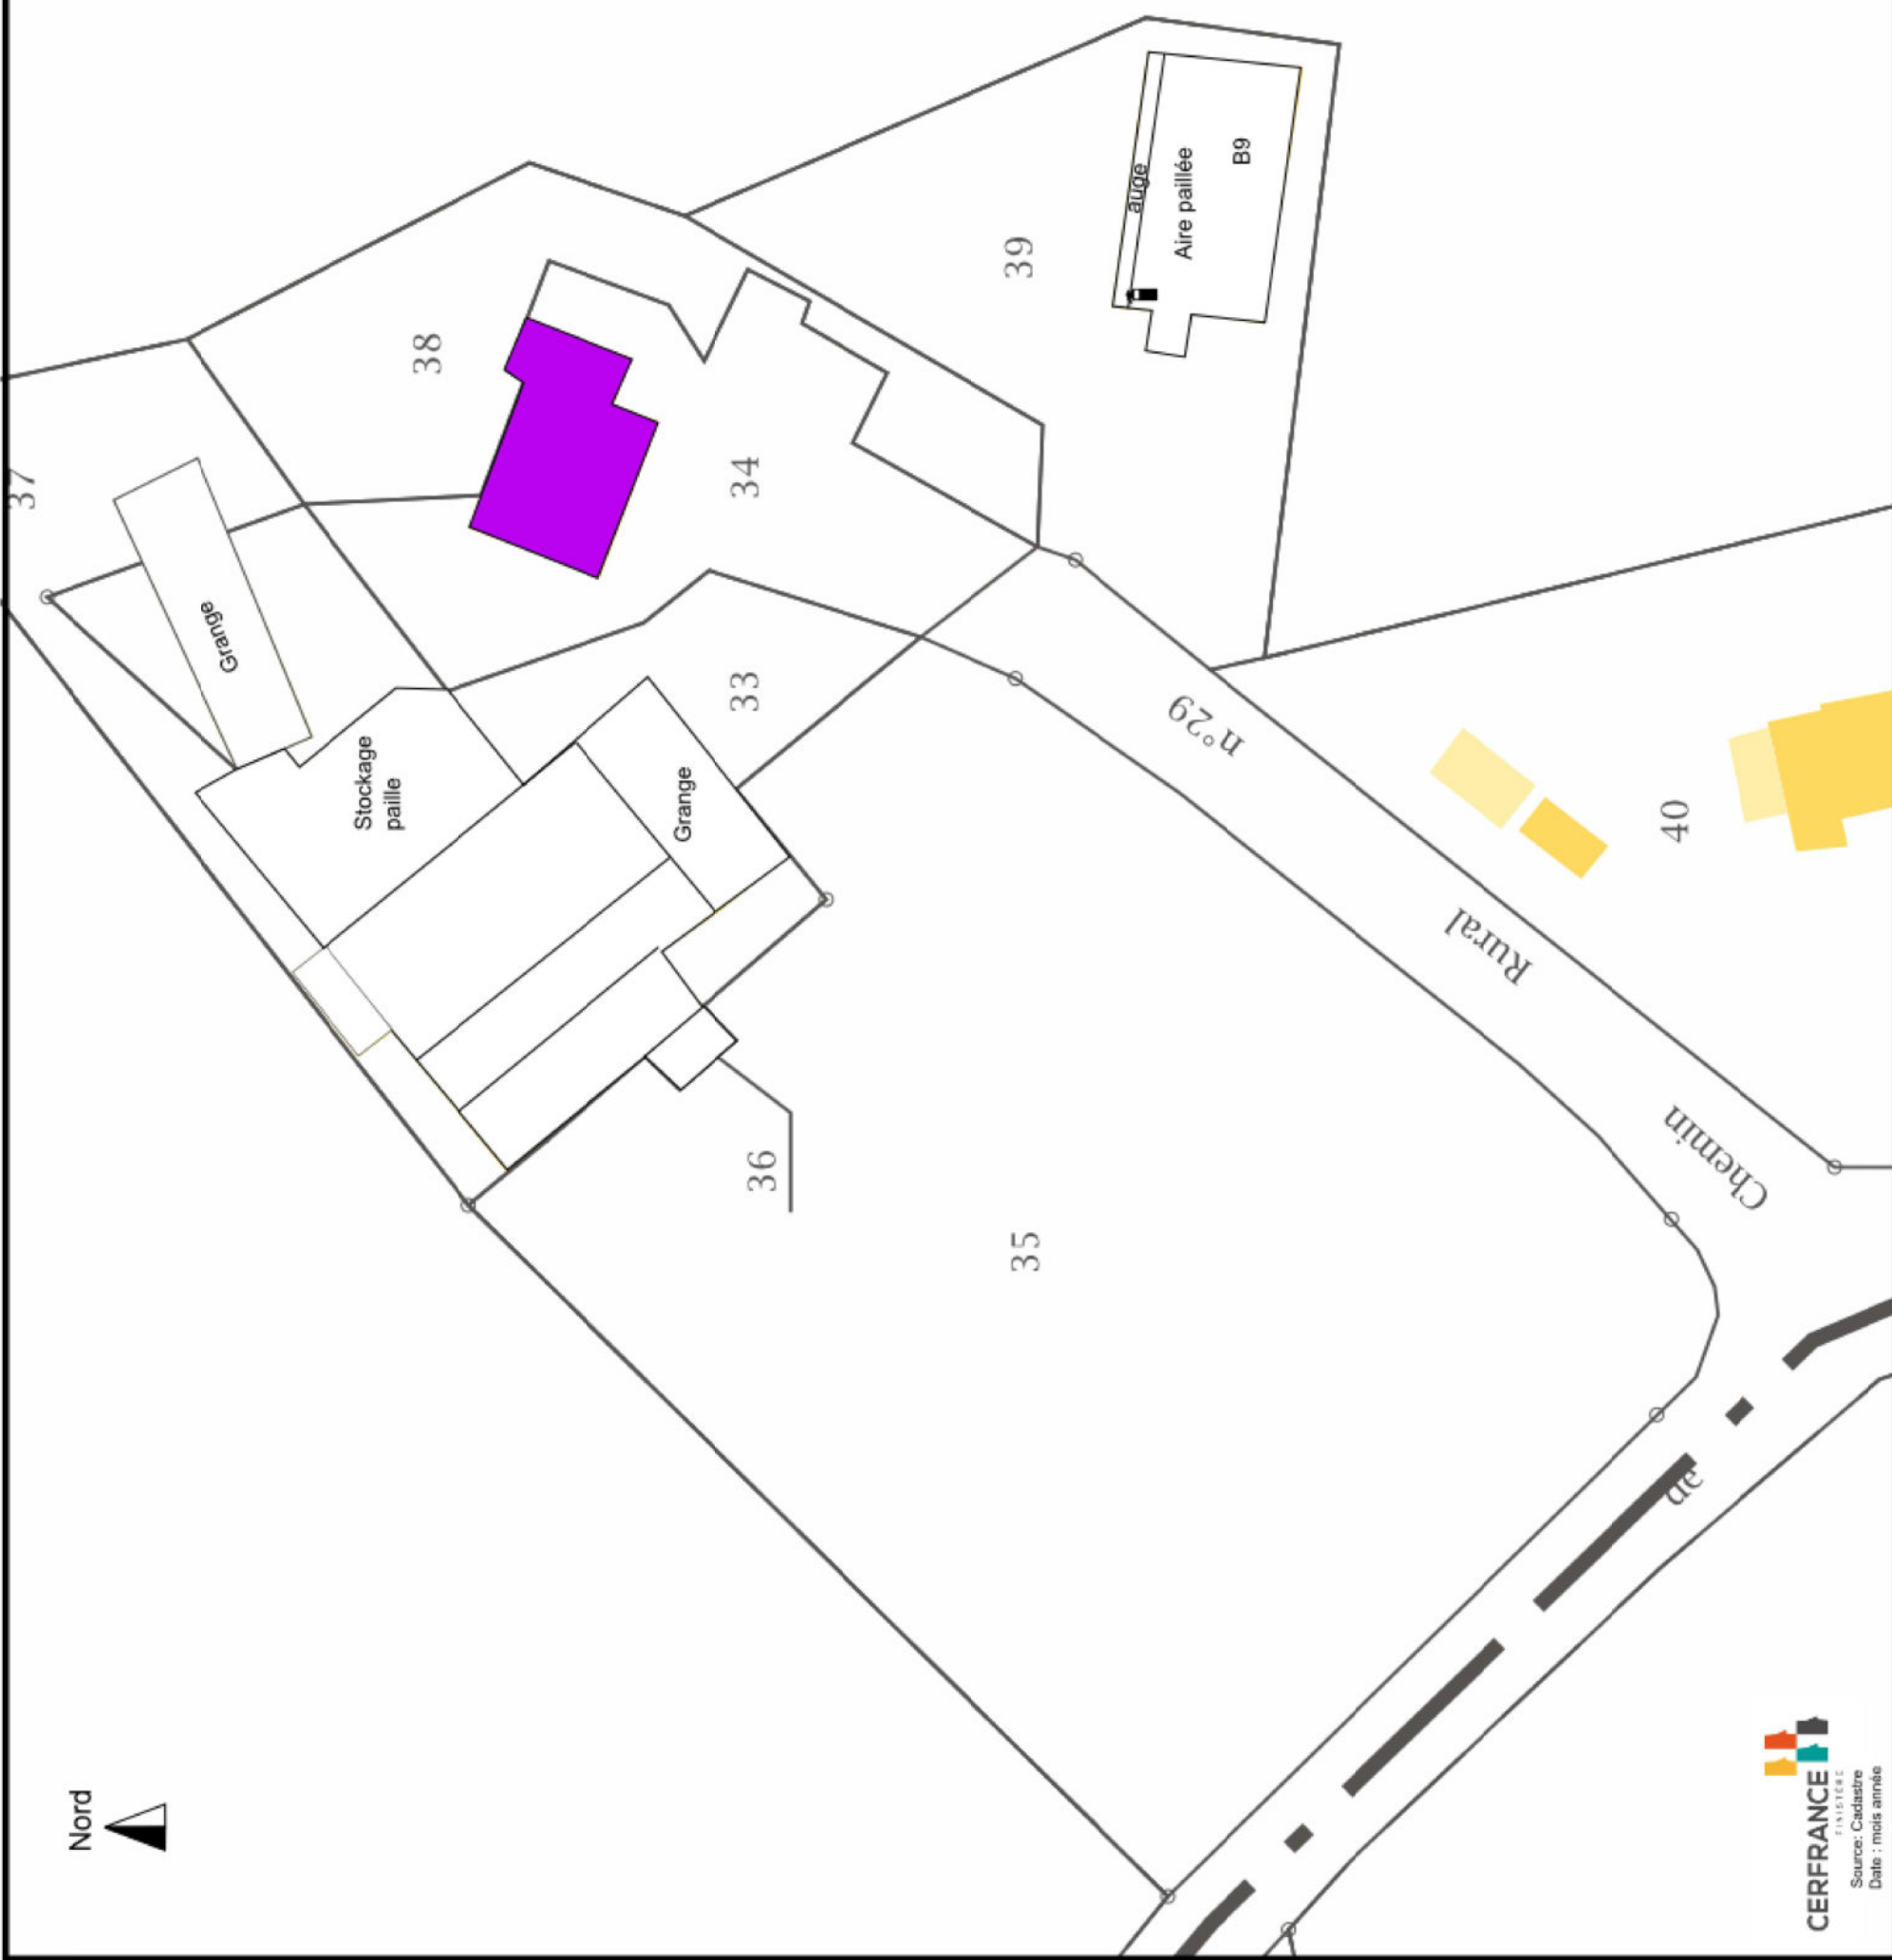 37
38
39
auge
Aire paillée
B9
34
Grange
33
Stockage
paille
Grange
n°29
40
Rural
Chemin
36
35
de
Nord
CERFRANCE
FINISTÈRE
Source: Cadastre
Date : mois année